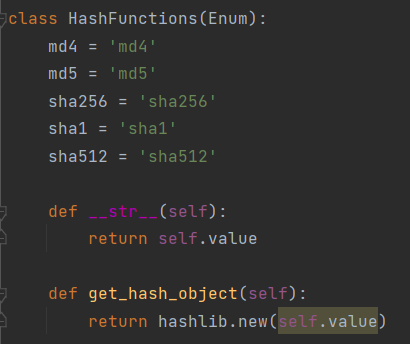 class HashFunctions(Enum):
    md4 = 'md4'
    md5 = 'md5'
    sha256 = 'sha256'
    sha1 = 'sha1'
    sha512 = 'sha512'

    def __str__(self):
        return self.value

    def get_hash_object(self):
        return hashlib.new(self.value)